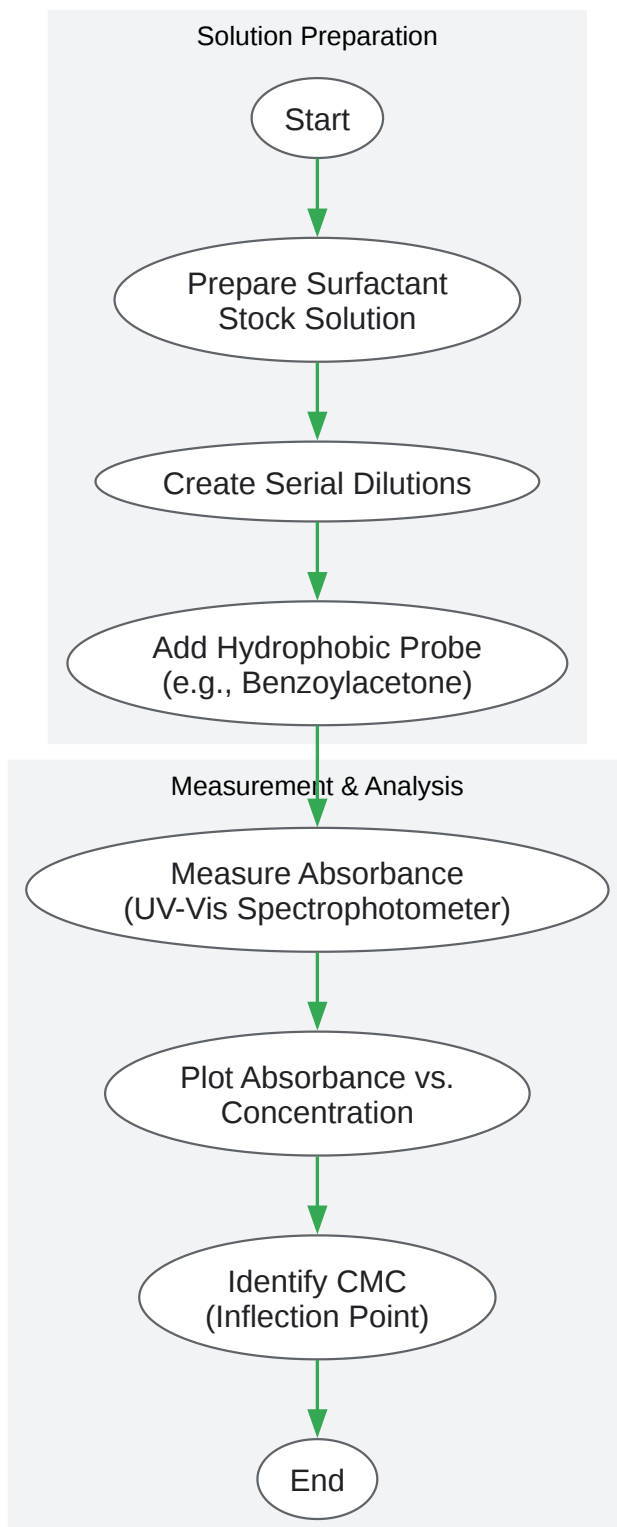 Solution Preparation
Start
Prepare Surfactant
Stock Solution
Create Serial Dilutions
Add Hydrophobic Probe
(e.g., Benzoylacetone)
Measurement & Analysis
Measure Absorbance
(UV-Vis Spectrophotometer)
Plot Absorbance vs.
Concentration
Identify CMC
(Inflection Point)
End